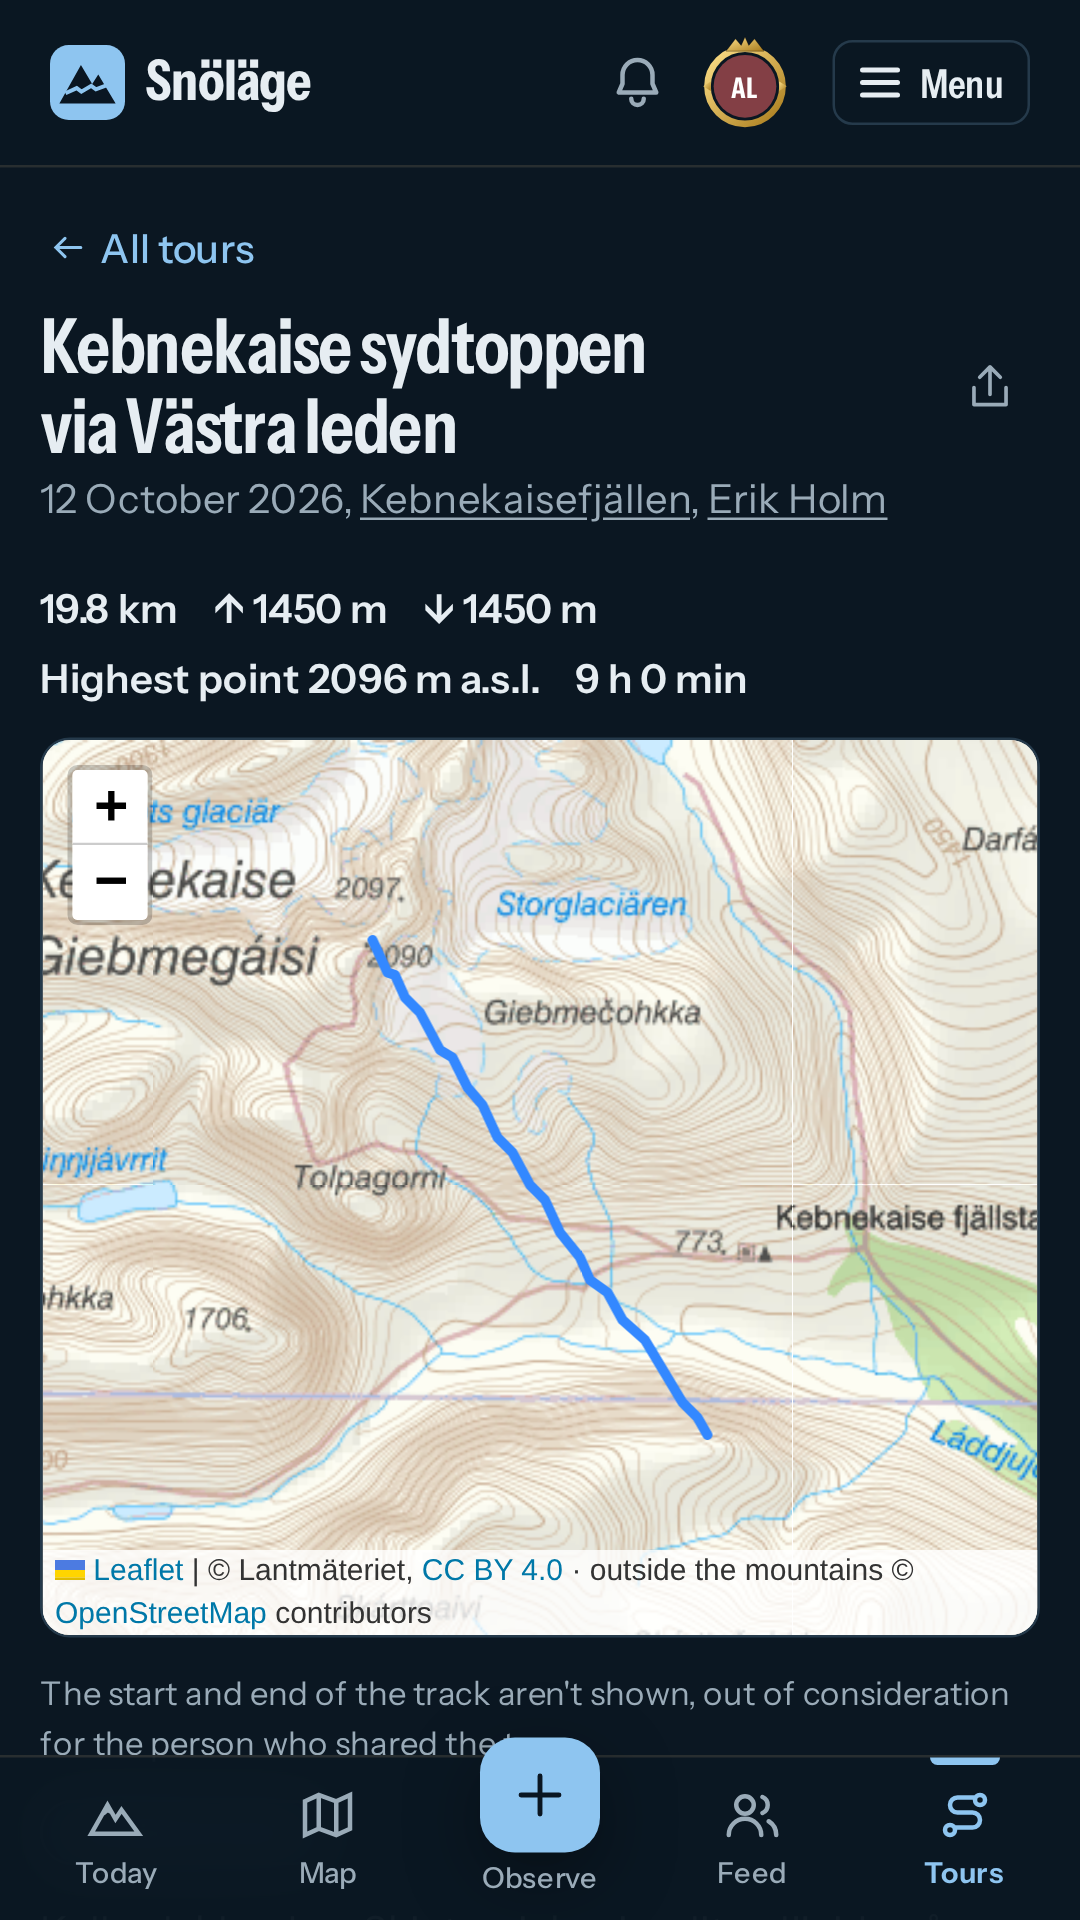 Snöläge
AL
Menu
← All tours
Kebnekaise sydtoppen
via Västra leden
12 October 2026, Kebnekaisefjällen, Erik Holm
19.8 km ↑ 1450 m ↓ 1450 m
Highest point 2096 m a.s.l. 9 h 0 min
+
ts glaciär
Darfá
−
ekaise
2097
Storglaciären
2090
Giebmegáisi
Giebmečohkka
Tolpagorni
Kebnekaise fjällsta
773
hkka
1706
Láddjuj
Leaflet | © Lantmäteriet, CC BY 4.0 · outside the mountains ©
OpenStreetMap contributors
The start and end of the track aren't shown, out of consideration
for the person who shared the
Today
Map
Observe
Feed
Tours